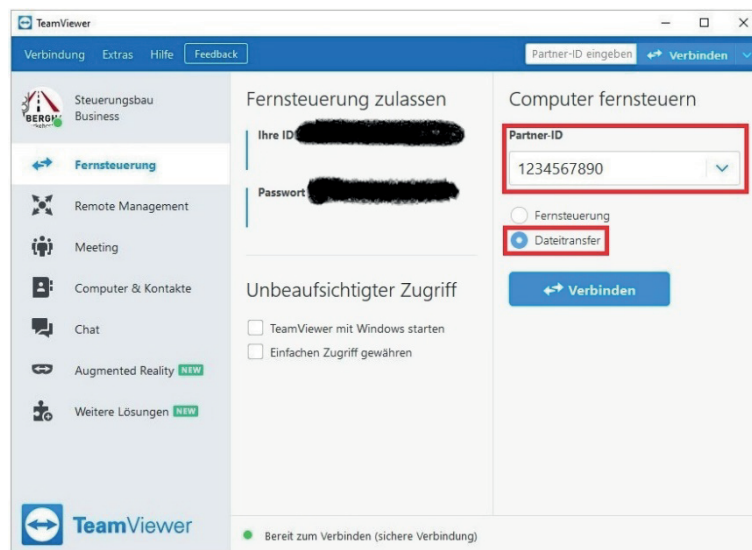 TeamViewer
Verbindung Extras Hilfe Feedback
Partner-ID eingeben Verbinden
Steuerungsbau
Business
Fernsteuerung
Remote Management
Meeting
Computer & Kontakte
Chat
Augmented Reality NEW
Weitere Lösungen NEW
TeamViewer
Fernsteuerung zulassen
Ihre ID
Passwort
Unbeaufsichtigter Zugriff
TeamViewer mit Windows starten
Einfachen Zugriff gewähren
Computer fernsteuern
Partner-ID
1234567890
Fernsteuerung
Dateitransfer
Verbinden
Bereit zum Verbinden (sichere Verbindung)